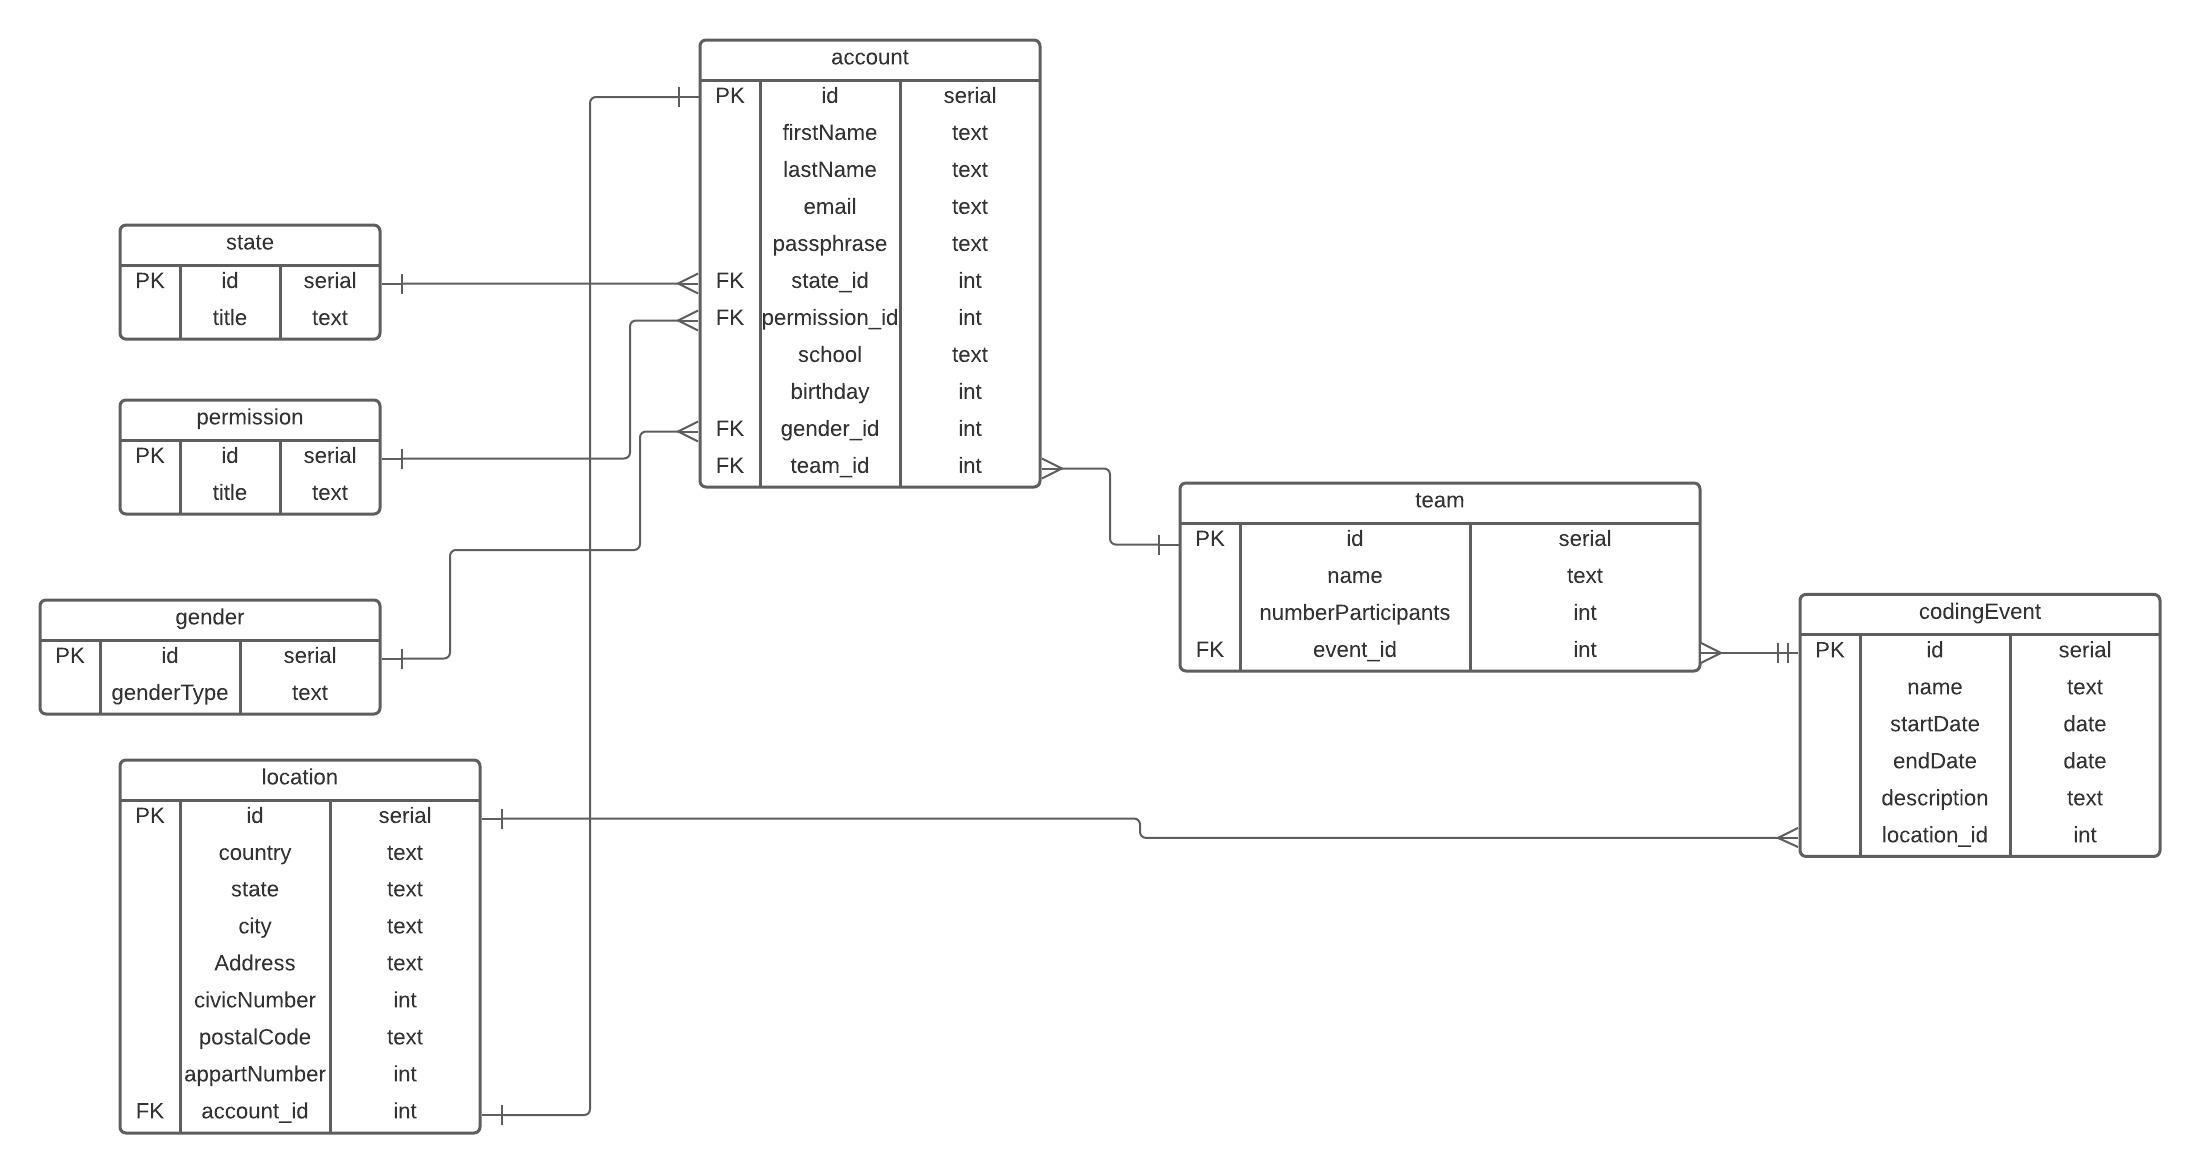 account
PK id serial
firstName text
lastName text
email text
passphrase text
FK state_id int
FK permission_id int
school text
birthday int
FK gender_id int
FK team_id int
state
PK id serial
title text
permission
PK id serial
title text
gender
PK id serial
genderType text
location
PK id serial
country text
state text
city text
Address text
civicNumber int
postalCode text
appartNumber int
FK account_id int
team
PK id serial
name text
numberParticipants int
FK event_id int
codingEvent
PK id serial
name text
startDate date
endDate date
description text
location_id int